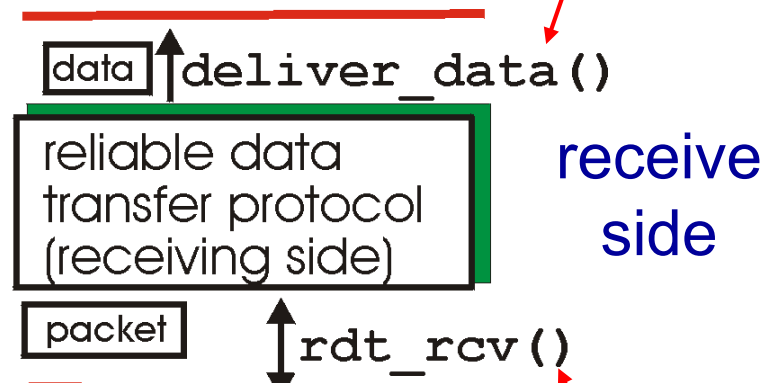 data deliver_data()
reliable data
transfer protocol
(receiving side)
receive
side
packet rdt_rcv()